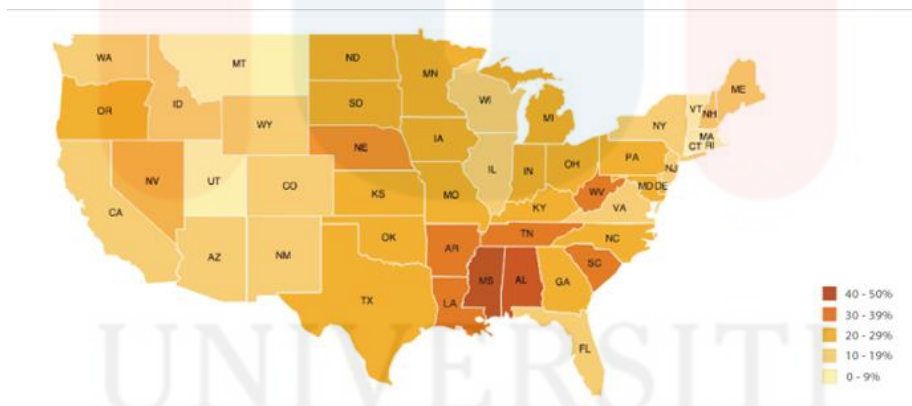 WA
MT
ND
MN
OR
ID
SD
WI
MI
VT
NH
ME
WY
IA
NY
MA
NE
CT
RI
NV
UT
CO
IL
IN
OH
PA
NJ
KS
MO
WV
MD
DE
CA
KY
VA
AZ
NM
OK
AR
TN
NC
SC
MS
AL
GA
TX
LA
FL
40 - 50%
30 - 39%
20 - 29%
10 - 19%
0 - 9%
UNIVERSITI